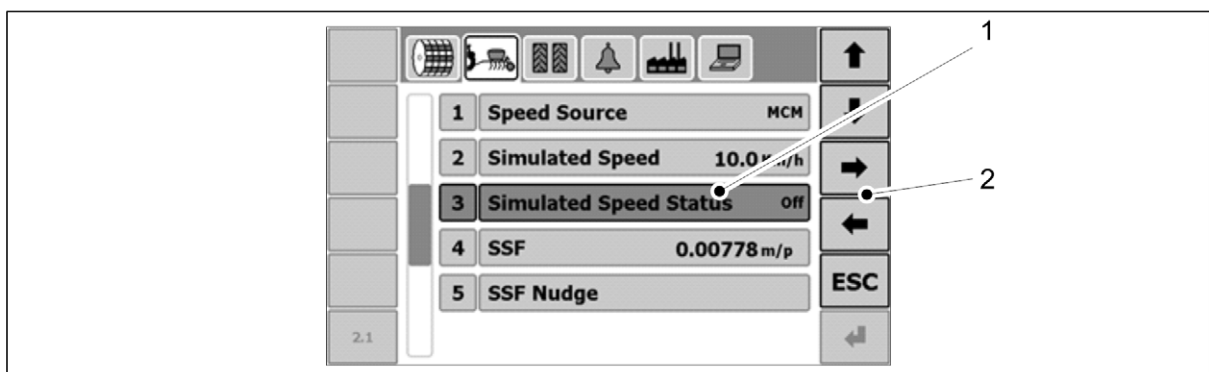 1
1 Speed Source MCM
2 Simulated Speed 10.0 Km/h
2
3 Simulated Speed Status Off
4 SSF 0.00778 m/p
ESC
5 SSF Nudge
2.1